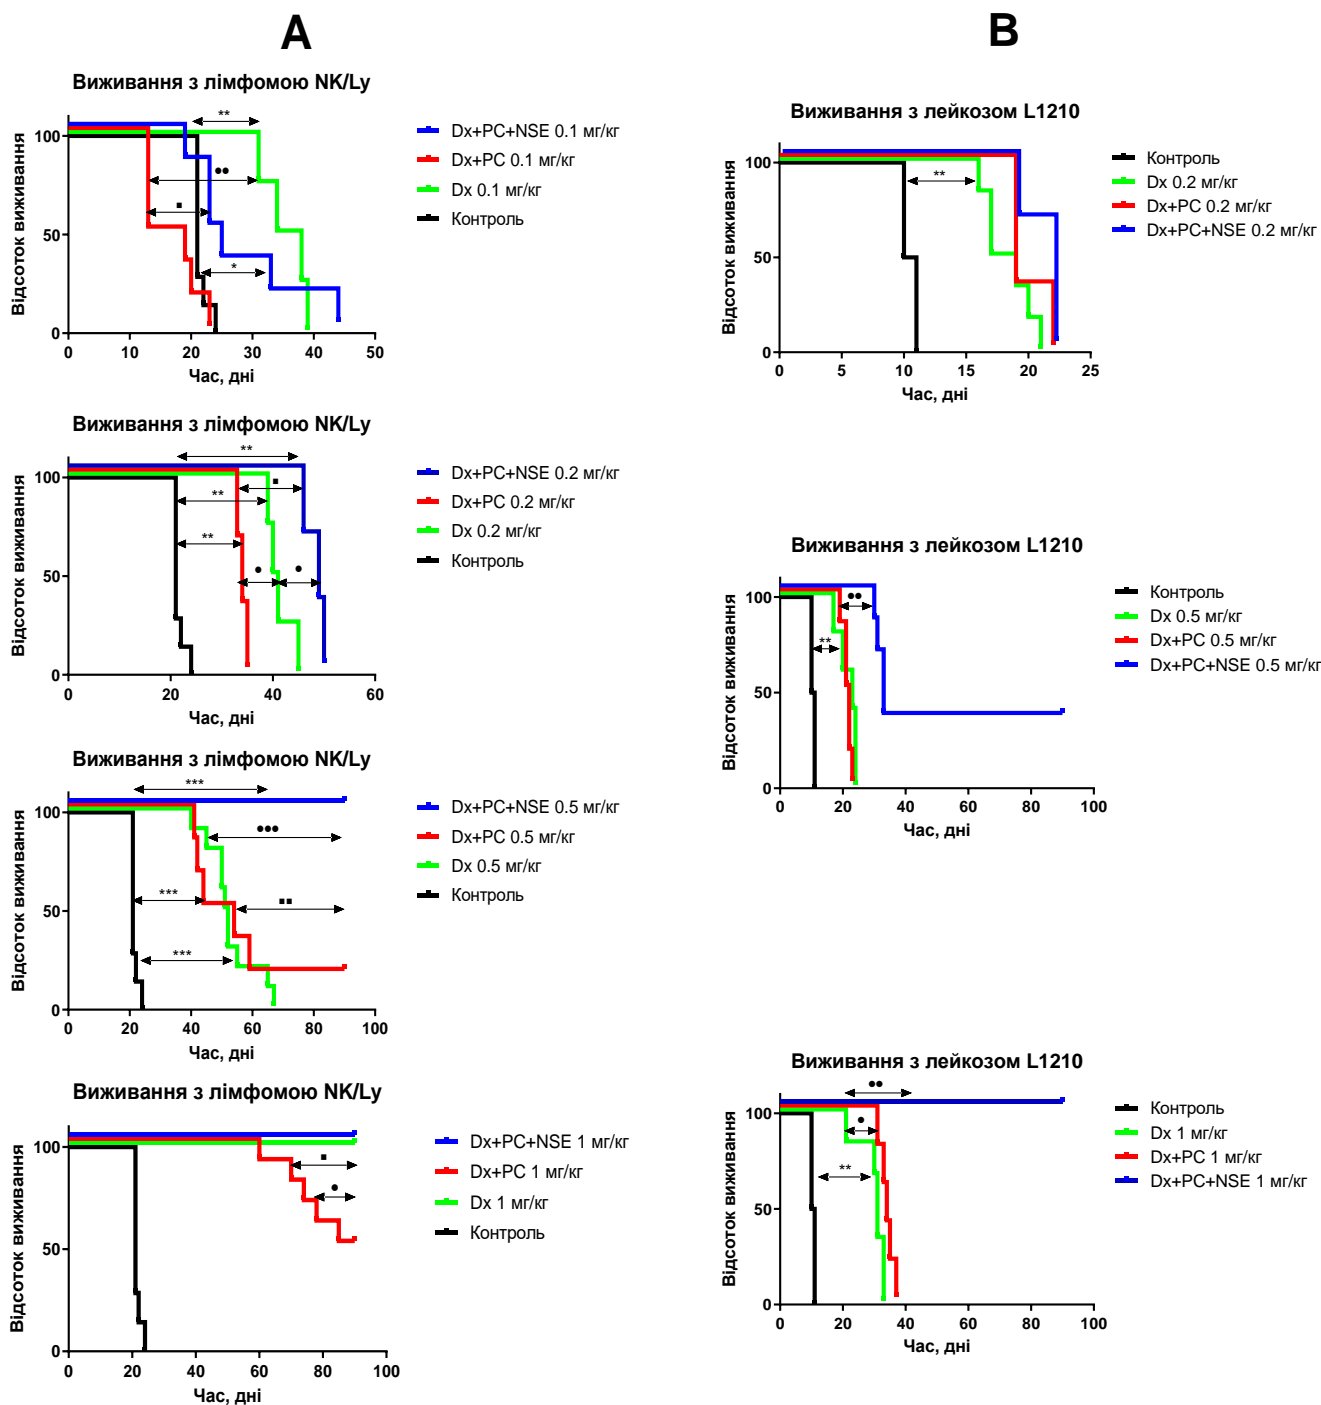 A
Виживання з лімфомою NK/Ly
Відсоток виживання
100
50
0
0 10 20 30 40 50
Час, дні
**
●●
■
*
Dx+PC+NSE 0.1 мг/кг
Dx+PC 0.1 мг/кг
Dx 0.1 мг/кг
Контроль
Виживання з лімфомою NK/Ly
Відсоток виживання
100
50
0
0 20 40 60
Час, дні
**
■
**
**
●
●
Dx+PC+NSE 0.2 мг/кг
Dx+PC 0.2 мг/кг
Dx 0.2 мг/кг
Контроль
Виживання з лімфомою NK/Ly
Відсоток виживання
100
50
0
0 20 40 60 80 100
Час, дні
***
●●●
***
■■
***
Dx+PC+NSE 0.5 мг/кг
Dx+PC 0.5 мг/кг
Dx 0.5 мг/кг
Контроль
Виживання з лімфомою NK/Ly
Відсоток виживання
100
50
0
0 20 40 60 80 100
Час, дні
■
●
Dx+PC+NSE 1 мг/кг
Dx+PC 1 мг/кг
Dx 1 мг/кг
Контроль
B
Виживання з лейкозом L1210
Відсоток виживання
100
50
0
0 5 10 15 20 25
Час, дні
**
Контроль
Dx 0.2 мг/кг
Dx+PC 0.2 мг/кг
Dx+PC+NSE 0.2 мг/кг
Виживання з лейкозом L1210
Відсоток виживання
100
50
0
0 20 40 60 80 100
Час, дні
●●
**
Контроль
Dx 0.5 мг/кг
Dx+PC 0.5 мг/кг
Dx+PC+NSE 0.5 мг/кг
Виживання з лейкозом L1210
Відсоток виживання
100
50
0
0 20 40 60 80 100
Час, дні
●●
●
**
Контроль
Dx 1 мг/кг
Dx+PC 1 мг/кг
Dx+PC+NSE 1 мг/кг